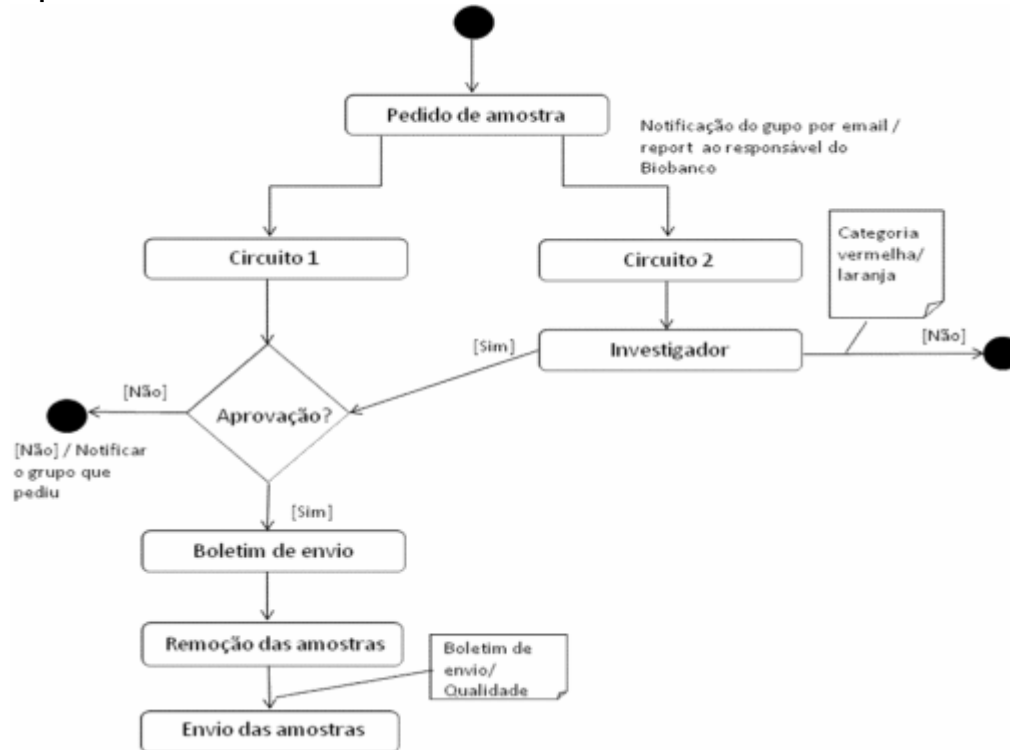 Pedido de amostra
Notificação do gupo por email /
report ao responsável do
Biobanco
Categoria
vermelha/
laranja
Circuito 1
Circuito 2
[Sim]
Investigador
[Não]
[Não]
Aprovação?
[Não] / Notificar
o grupo que
pediu
[Sim]
Boletim de envio
Remoção das amostras
Boletim de
envio/
Qualidade
Envio das amostras